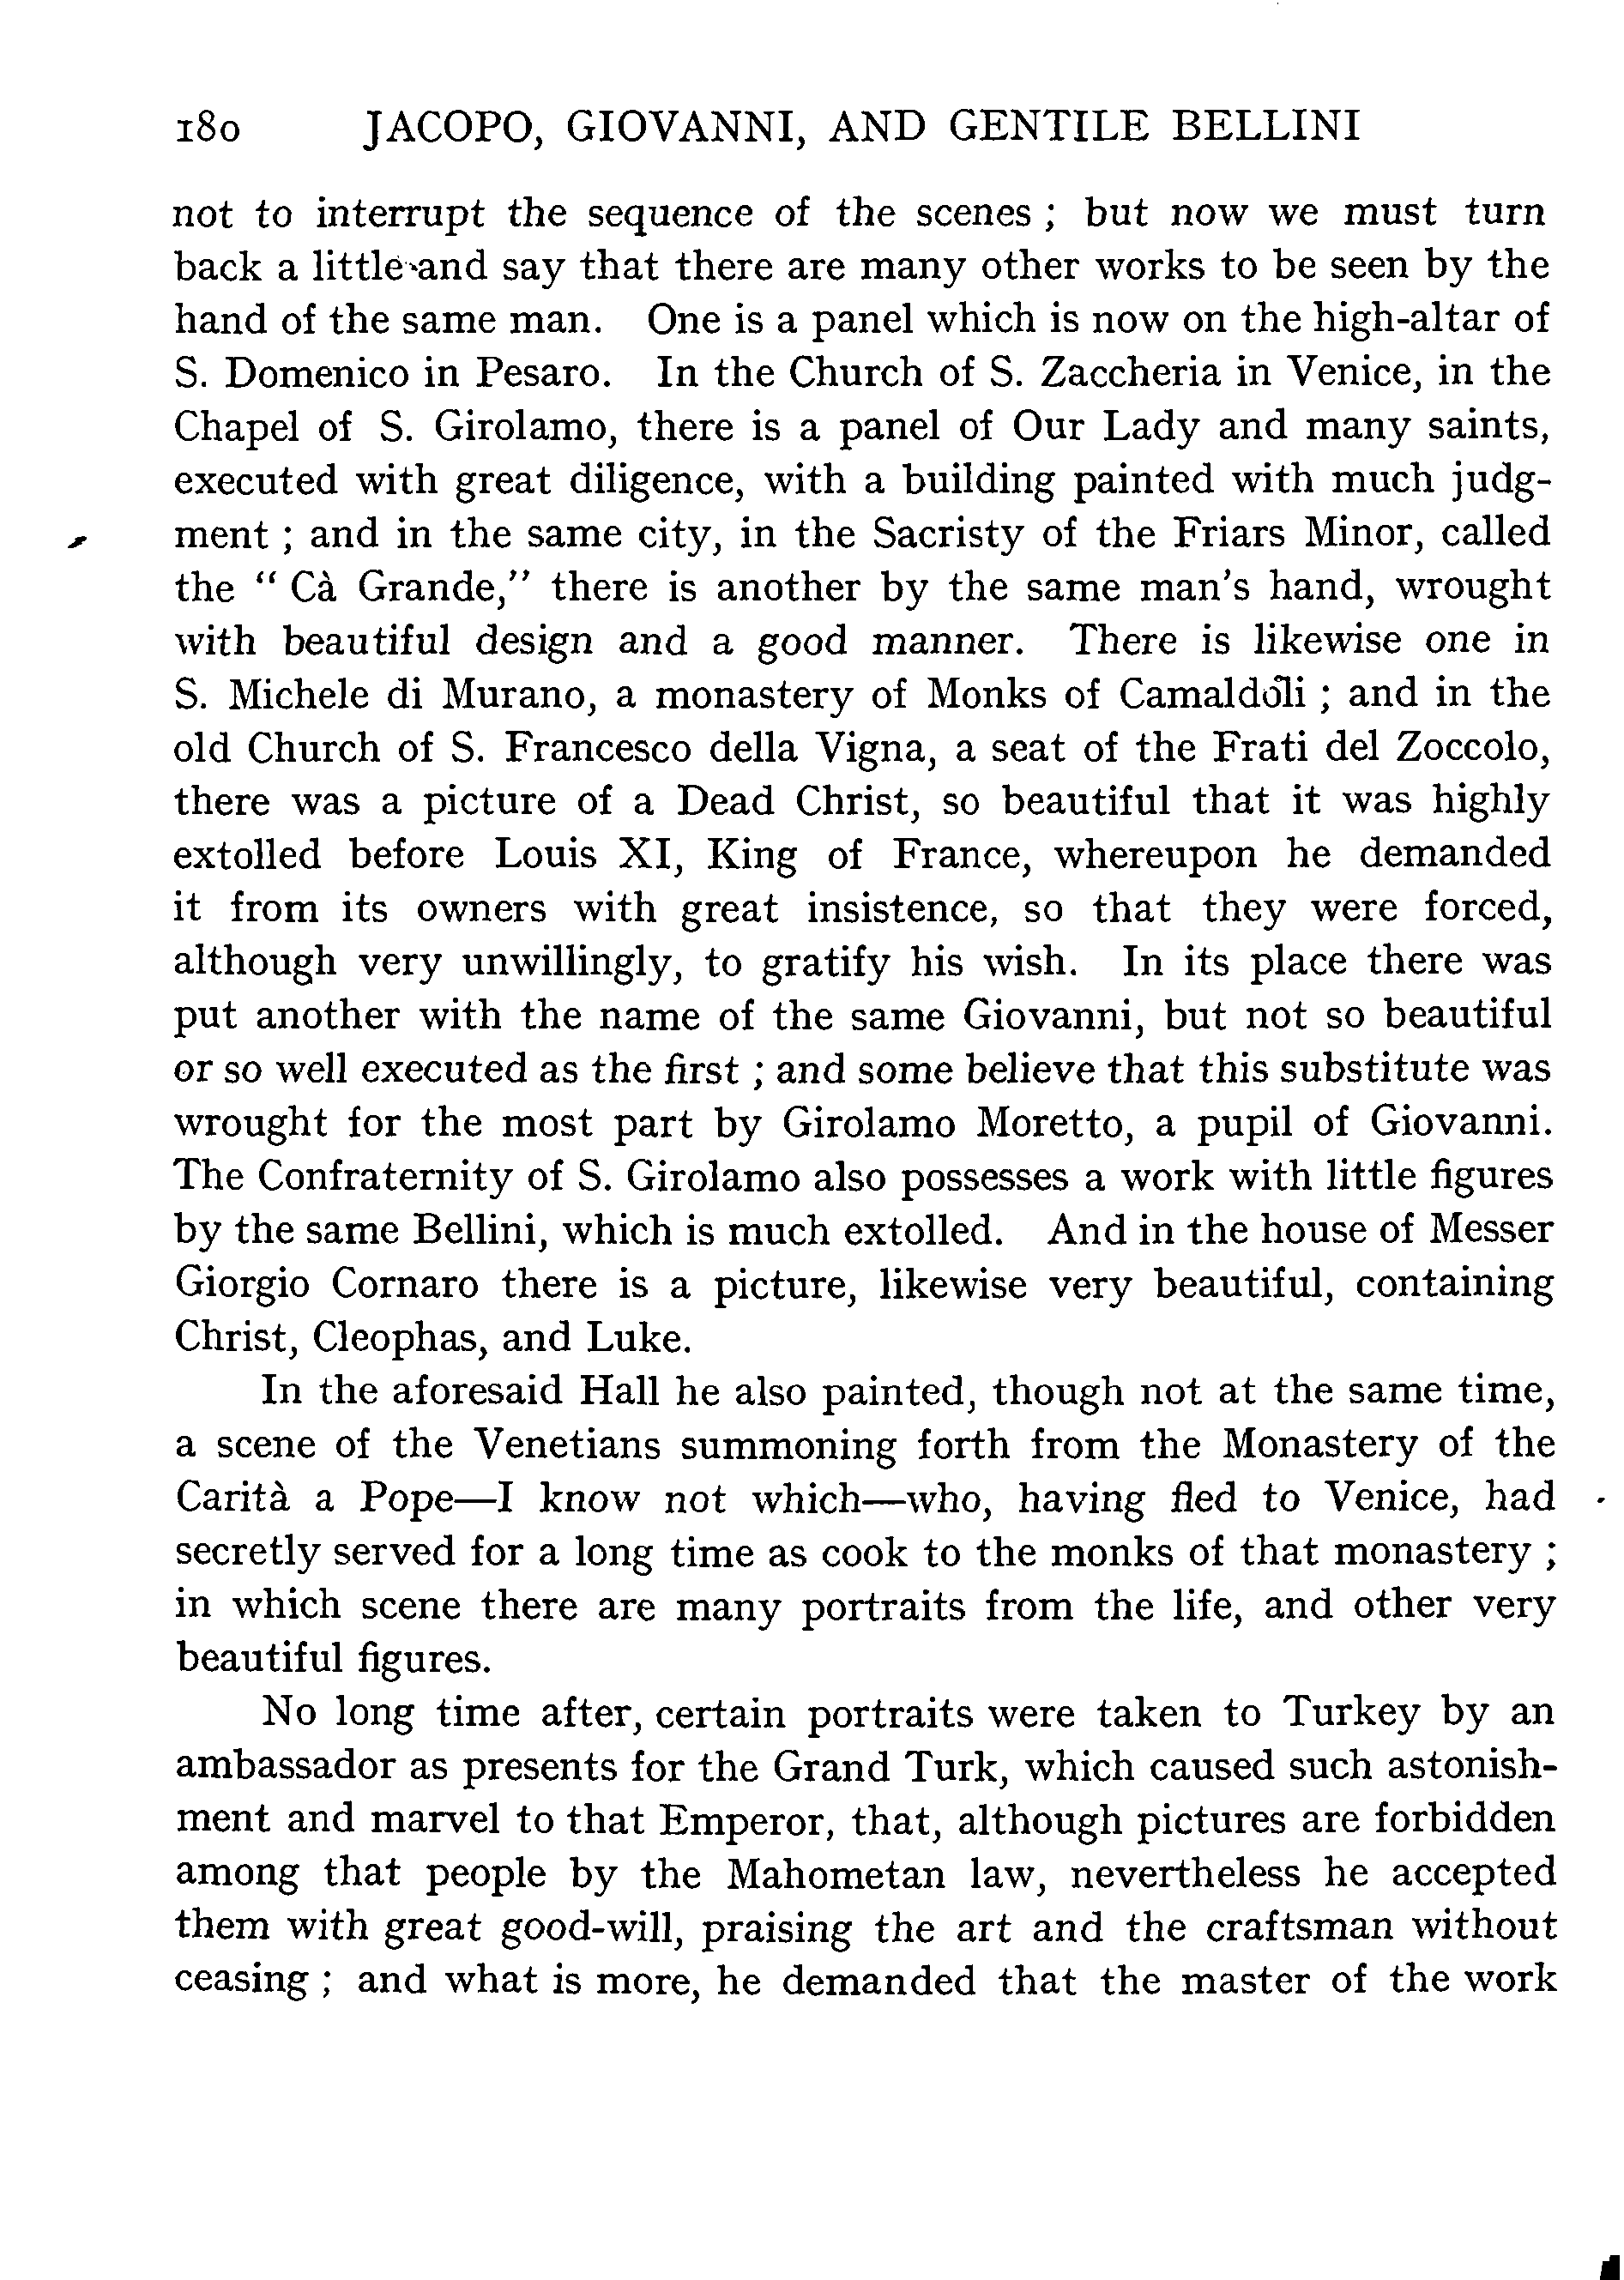 180 JACOPO, GIOVANNI, AND GENTILE BELLINI
not to interrupt the sequence of the scenes ; but now we must turn
back a little and say that there are many other works to be seen by the
hand of the same man. One is a panel which is now on the high-altar of
S. Domenico in Pesaro. In the Church of S. Zaccheria in Venice, in the
Chapel of S. Girolamo, there is a panel of Our Lady and many saints,
executed with great diligence, with a building painted with much judg-
ment ; and in the same city, in the Sacristy of the Friars Minor, called
the “ Cà Grande,” there is another by the same man's hand, wrought
with beautiful design and a good manner. There is likewise one in
S. Michele di Murano, a monastery of Monks of Camaldoli ; and in the
old Church of S. Francesco della Vigna, a seat of the Frati del Zoccolo,
there was a picture of a Dead Christ, so beautiful that it was highly
extolled before Louis XI, King of France, whereupon he demanded
it from its owners with great insistence, so that they were forced,
although very unwillingly, to gratify his wish. In its place there was
put another with the name of the same Giovanni, but not so beautiful
or so well executed as the first ; and some believe that this substitute was
wrought for the most part by Girolamo Moretto, a pupil of Giovanni.
The Confraternity of S. Girolamo also possesses a work with little figures
by the same Bellini, which is much extolled. And in the house of Messer
Giorgio Cornaro there is a picture, likewise very beautiful, containing
Christ, Cleophas, and Luke.
In the aforesaid Hall he also painted, though not at the same time,
a scene of the Venetians summoning forth from the Monastery of the
Carità a Pope—I know not which—who, having fled to Venice, had
secretly served for a long time as cook to the monks of that monastery ;
in which scene there are many portraits from the life, and other very
beautiful figures.
No long time after, certain portraits were taken to Turkey by an
ambassador as presents for the Grand Turk, which caused such astonish-
ment and marvel to that Emperor, that, although pictures are forbidden
among that people by the Mahometan law, nevertheless he accepted
them with great good-will, praising the art and the craftsman without
ceasing ; and what is more, he demanded that the master of the work